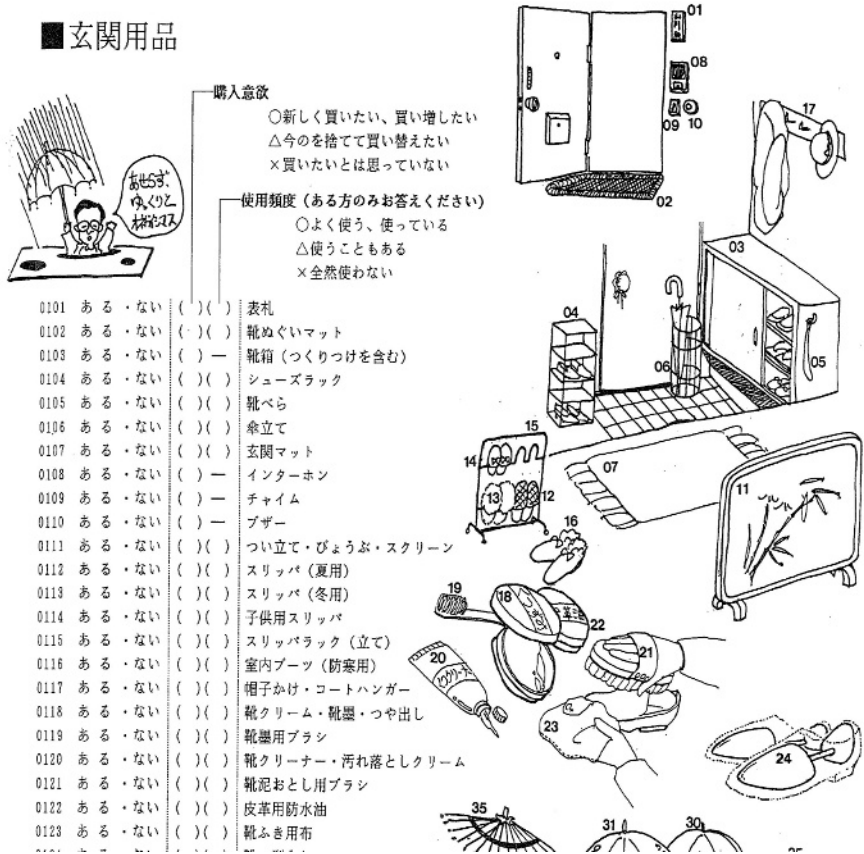 ■玄関用品
購入意欲
○新しく買いたい、買い増したい
△今のを捨てて買い替えたい
×買いたいとは思っていない
使用頻度(ある方のみお答えください)
○よく使う、使っている
△使うこともある
×全然使わない
あせらず、
ゆっくりと
0101 ある・ない ( )( ) 表札
0102 ある・ない ( )( ) 靴ぬぐいマット
0103 ある・ない ( ) ー 靴箱(つくりつけを含む)
0104 ある・ない ( )( ) シューズラック
0105 ある・ない ( )( ) 靴べら
0106 ある・ない ( )( ) 傘立て
0107 ある・ない ( )( ) 玄関マット
0108 ある・ない ( ) ー インターホン
0109 ある・ない ( ) ー チャイム
0110 ある・ない ( ) ー ブザー
0111 ある・ない ( )( ) つい立て・びょうぶ・スクリーン
0112 ある・ない ( )( ) スリッパ(夏用)
0113 ある・ない ( )( ) スリッパ(冬用)
0114 ある・ない ( )( ) 子供用スリッパ
0115 ある・ない ( )( ) スリッパラック(立て)
0116 ある・ない ( )( ) 室内ブーツ(防寒用)
0117 ある・ない ( )( ) 帽子かけ・コートハンガー
0118 ある・ない ( )( ) 靴クリーム・靴墨・つや出し
0119 ある・ない ( )( ) 靴墨用ブラシ
0120 ある・ない ( )( ) 靴クリーナー・汚れ落としクリーム
0121 ある・ない ( )( ) 靴泥おとし用ブラシ
0122 ある・ない ( )( ) 皮革用防水油
0123 ある・ない ( )( ) 靴ふき用布
01
08
09 10
02
17
03
04
05
06
15
14
13 12
07
11
16
19
18
22
20
21
23
24
35
31
30